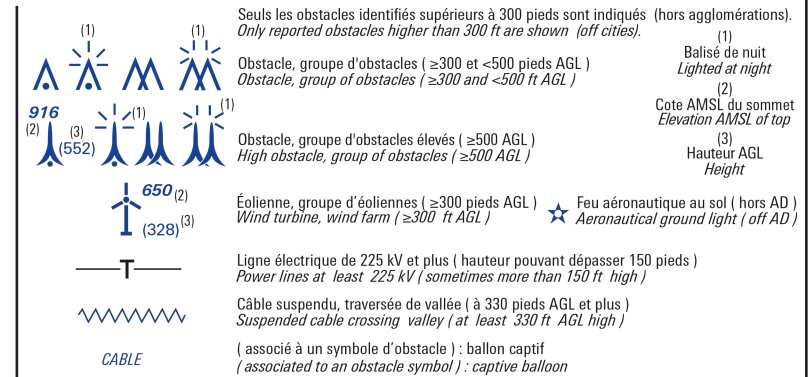 Seuls les obstacles identifiés supérieurs à 300 pieds sont indiqués (hors agglomérations).
Only reported obstacles higher than 300 ft are shown (off cities).
(1)
(1)
Obstacle, groupe d'obstacles ( ≥300 et <500 pieds AGL )
Obstacle, group of obstacles ( ≥300 and <500 ft AGL )
(1)
Balisé de nuit
Lighted at night
(2)
Cote AMSL du sommet
Elevation AMSL of top
(3)
Hauteur AGL
Height
916
(2)
(3)
(552)
(1)
(1)
Obstacle, groupe d'obstacles élevés ( ≥500 AGL )
High obstacle, group of obstacles ( ≥500 AGL )
650 (2)
(328) (3)
Éolienne, groupe d'éoliennes ( ≥300 pieds AGL )
Wind turbine, wind farm ( ≥300 ft AGL )
Feu aéronautique au sol ( hors AD )
Aeronautical ground light ( off AD )
T
Ligne électrique de 225 kV et plus ( hauteur pouvant dépasser 150 pieds )
Power lines at least 225 kV ( sometimes more than 150 ft high )
Câble suspendu, traversée de vallée ( à 330 pieds AGL et plus )
Suspended cable crossing valley ( at least 330 ft AGL high )
CABLE
( associé à un symbole d'obstacle ) : ballon captif
( associated to an obstacle symbol ) : captive balloon